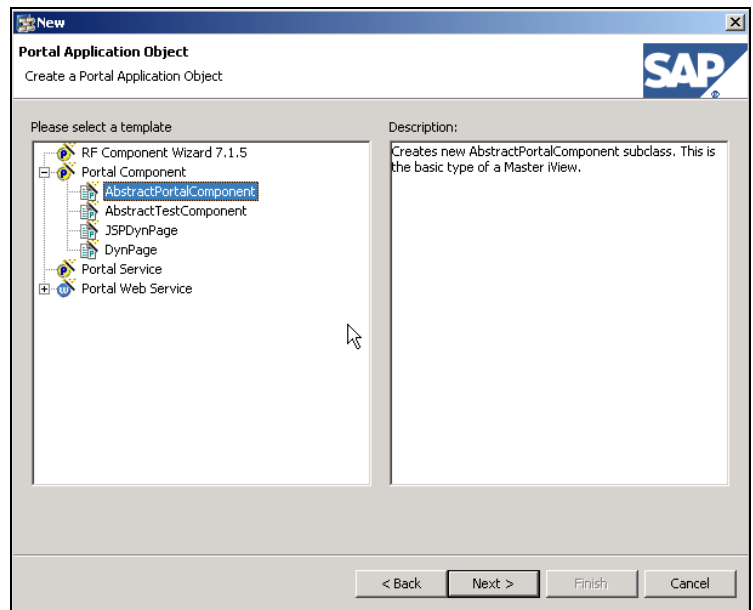 New
Portal Application Object
Create a Portal Application Object
SAP
®
Please select a template
RF Component Wizard 7.1.5
Portal Component
AbstractPortalComponent
AbstractTestComponent
JSPDynPage
DynPage
Portal Service
Portal Web Service
Description:
Creates new AbstractPortalComponent subclass. This is
the basic type of a Master iView.
< Back
Next >
Finish
Cancel